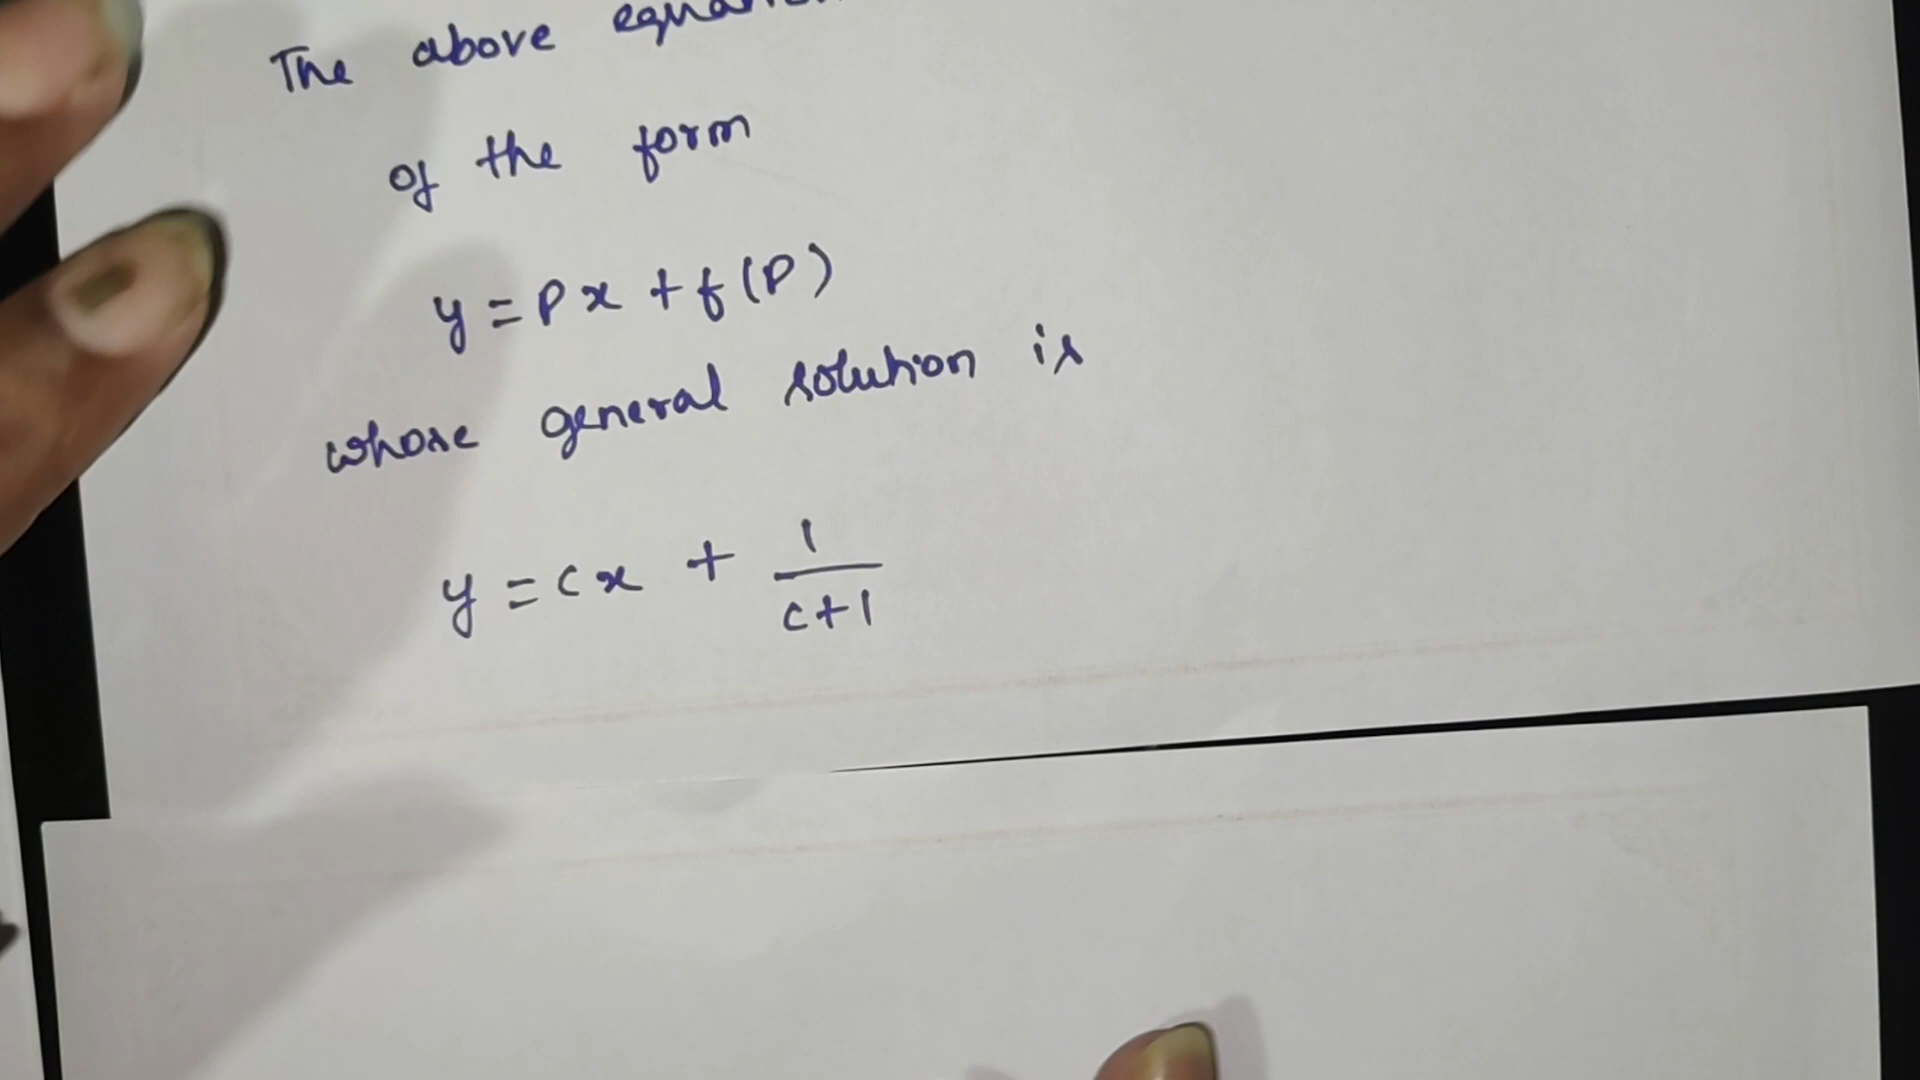 The above
of the form
y = Px + f(P)
whose general solution is
y = cx + 1/(c+1)